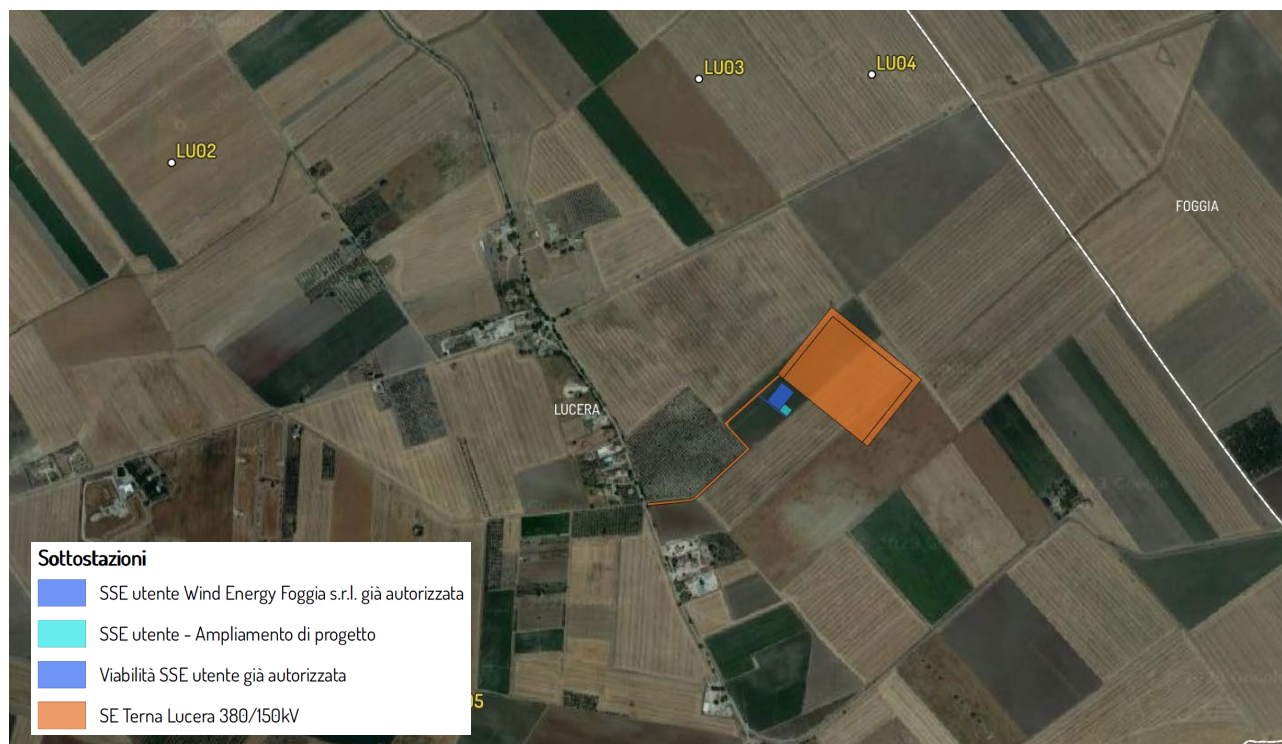 LU03
LU04
LU02
FOGGIA
LUCERA
Sottostazioni
SSE utente Wind Energy Foggia s.r.l. già autorizzata
SSE utente - Ampliamento di progetto
Viabilità SSE utente già autorizzata
SE Terna Lucera 380/150kV